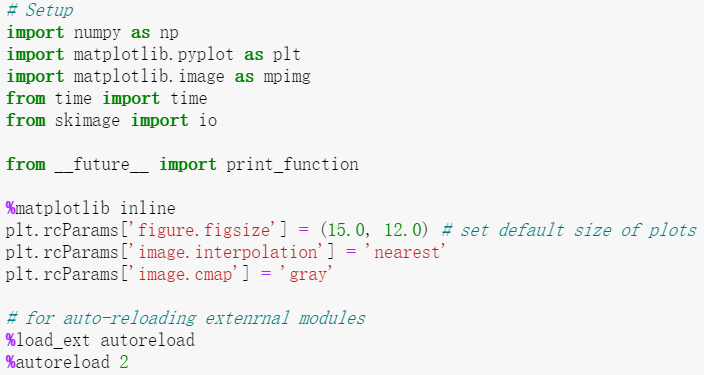 # Setup
import numpy as np
import matplotlib.pyplot as plt
import matplotlib.image as mpimg
from time import time
from skimage import io
from __future__ import print_function
%matplotlib inline
plt.rcParams['figure.figsize'] = (15.0, 12.0) # set default size of plots
plt.rcParams['image.interpolation'] = 'nearest'
plt.rcParams['image.cmap'] = 'gray'
# for auto-reloading extenrnal modules
%load_ext autoreload
%autoreload 2